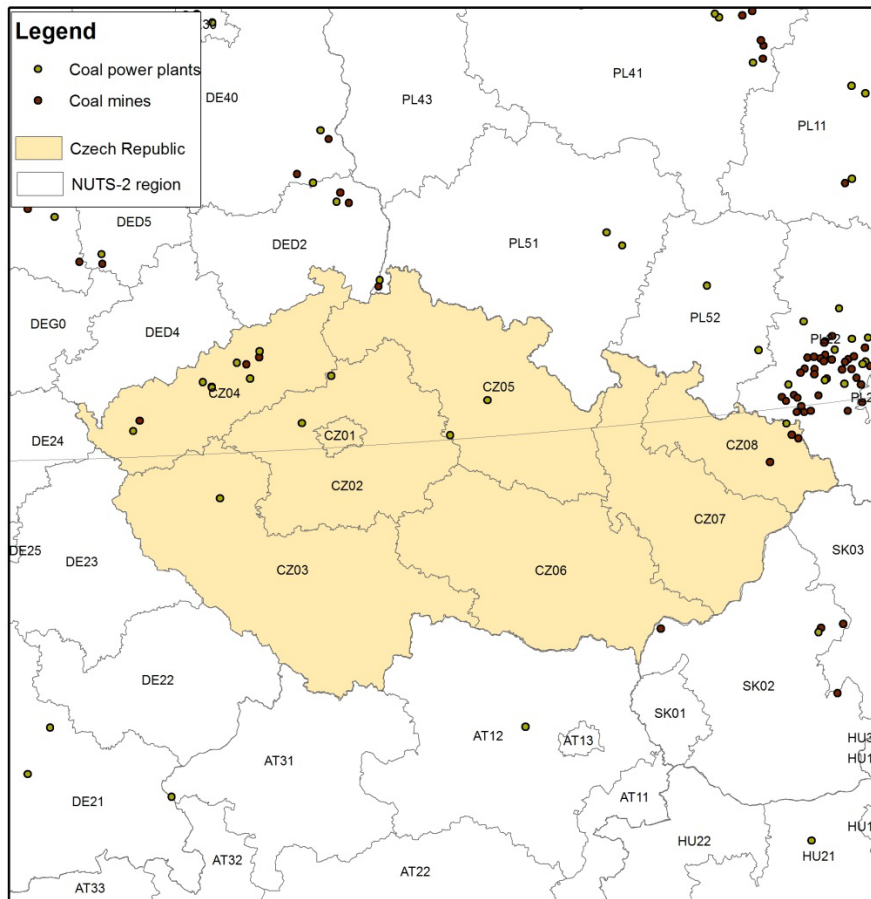 Legend
Coal power plants
Coal mines
Czech Republic
NUTS-2 region
DE40
PL43
PL41
PL11
DED5
DED2
PL51
PL52
DEG0
DED4
CZ04
CZ05
DE24
CZ01
CZ08
CZ02
CZ07
DE25
DE23
SK03
CZ03
CZ06
DE22
SK02
SK01
AT12
AT13
AT31
DE21
AT11
HU22
HU21
AT32
AT22
AT33